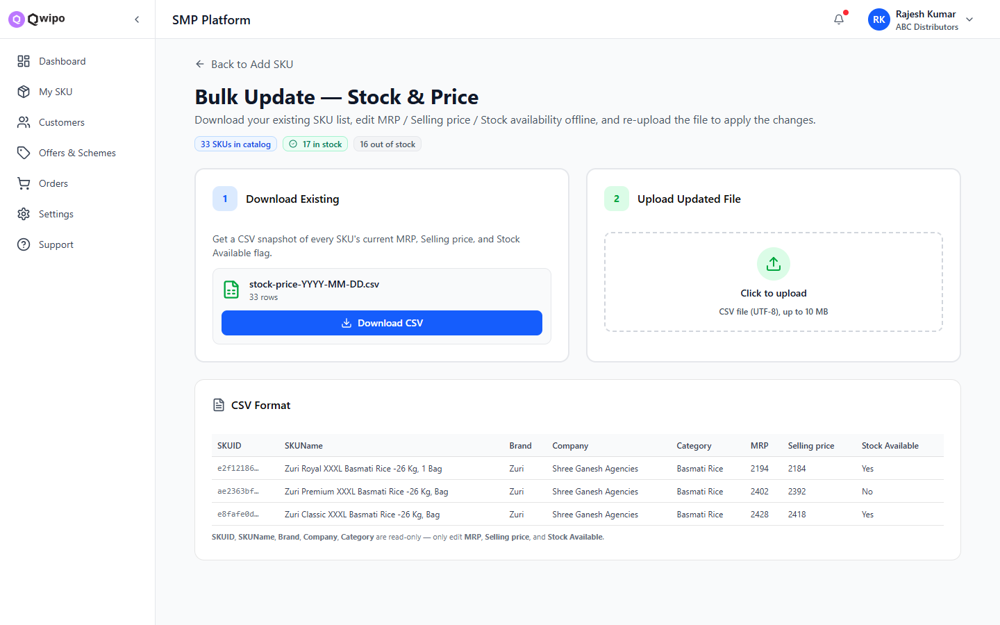 Qwipo
SMP Platform
RK
Rajesh Kumar
ABC Distributors
Dashboard
My SKU
Customers
Offers & Schemes
Orders
Settings
Support
Back to Add SKU
Bulk Update — Stock & Price
Download your existing SKU list, edit MRP / Selling price / Stock availability offline, and re-upload the file to apply the changes.
33 SKUs in catalog
17 in stock
16 out of stock
1
Download Existing
Get a CSV snapshot of every SKU's current MRP, Selling price, and Stock
Available flag.
stock-price-YYYY-MM-DD.csv
33 rows
Download CSV
2
Upload Updated File
Click to upload
CSV file (UTF-8), up to 10 MB
CSV Format
SKUID SKUName Brand Company Category MRP Selling price Stock Available
e2f12186… Zuri Royal XXXL Basmati Rice -26 Kg, 1 Bag Zuri Shree Ganesh Agencies Basmati Rice 2194 2184 Yes
ae2363bf… Zuri Premium XXXL Basmati Rice -26 Kg, Bag Zuri Shree Ganesh Agencies Basmati Rice 2402 2392 No
e8fafe0d… Zuri Classic XXXL Basmati Rice -26 Kg, Bag Zuri Shree Ganesh Agencies Basmati Rice 2428 2418 Yes
SKUID, SKUName, Brand, Company, Category are read-only — only edit MRP, Selling price, and Stock Available.